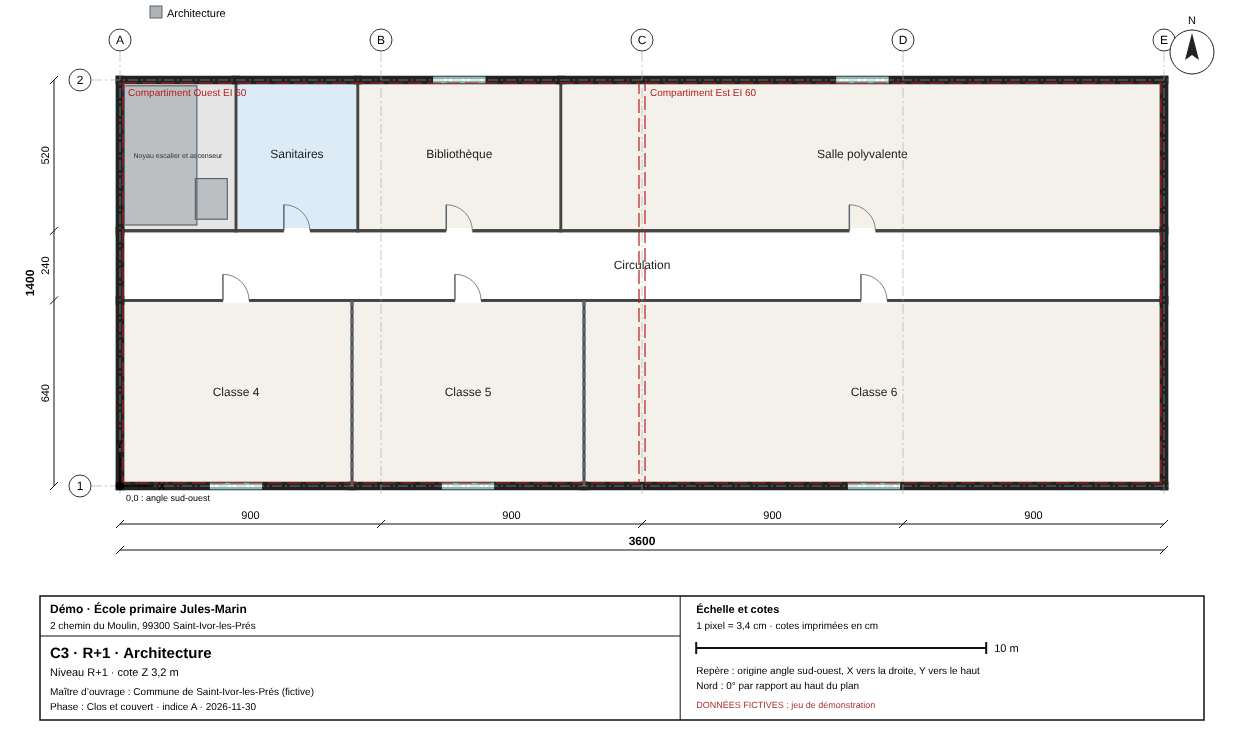 Architecture
A
B
C
D
E
N
2
Compartiment Ouest EI 60
Compartiment Est EI 60
520
Noyau escalier et ascenseur
Sanitaires
Bibliothèque
Salle polyvalente
1400
240
Circulation
640
Classe 4
Classe 5
Classe 6
1
0,0 : angle sud-ouest
900
900
900
900
3600
Démo · École primaire Jules-Marin
2 chemin du Moulin, 99300 Saint-Ivor-les-Prés
C3 · R+1 · Architecture
Niveau R+1 · cote Z 3,2 m
Maître d'ouvrage : Commune de Saint-Ivor-les-Prés (fictive)
Phase : Clos et couvert · indice A · 2026-11-30
Échelle et cotes
1 pixel = 3,4 cm · cotes imprimées en cm
10 m
Repère : origine angle sud-ouest, X vers la droite, Y vers le haut
Nord : 0° par rapport au haut du plan
DONNÉES FICTIVES : jeu de démonstration